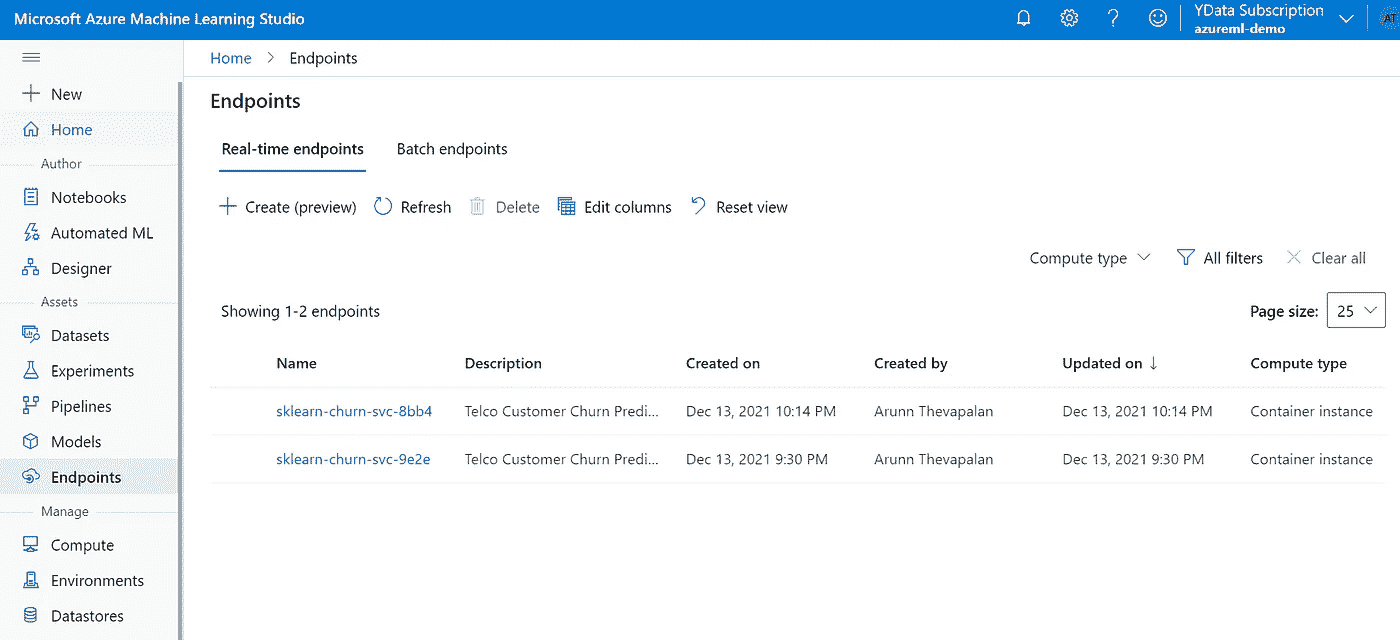 Microsoft Azure Machine Learning Studio
YData Subscription
azureml-demo
AT
Home > Endpoints
New
Home
Author
Notebooks
Automated ML
Designer
Assets
Datasets
Experiments
Pipelines
Models
Endpoints
Manage
Compute
Environments
Datastores
Endpoints
Real-time endpoints Batch endpoints
Create (preview) Refresh Delete Edit columns Reset view
Compute type All filters Clear all
Showing 1-2 endpoints Page size: 25
Name Description Created on Created by Updated on ↓ Compute type
sklearn-churn-svc-8bb4 Telco Customer Churn Predi... Dec 13, 2021 10:14 PM Arunn Thevapalan Dec 13, 2021 10:14 PM Container instance
sklearn-churn-svc-9e2e Telco Customer Churn Predi... Dec 13, 2021 9:30 PM Arunn Thevapalan Dec 13, 2021 9:30 PM Container instance